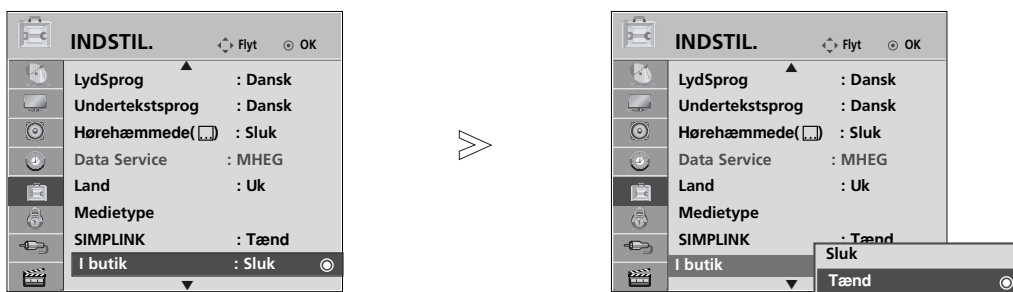 INDSTIL. Flyt OK
LydSprog : Dansk
Undertekstsprog : Dansk
Hørehæmmede( ) : Sluk
Data Service : MHEG
Land : Uk
Medietype
SIMPLINK : Tænd
I butik : Sluk
INDSTIL. Flyt OK
LydSprog : Dansk
Undertekstsprog : Dansk
Hørehæmmede( ) : Sluk
Data Service : MHEG
Land : Uk
Medietype
SIMPLINK : Tænd
I butik
Sluk
Tænd